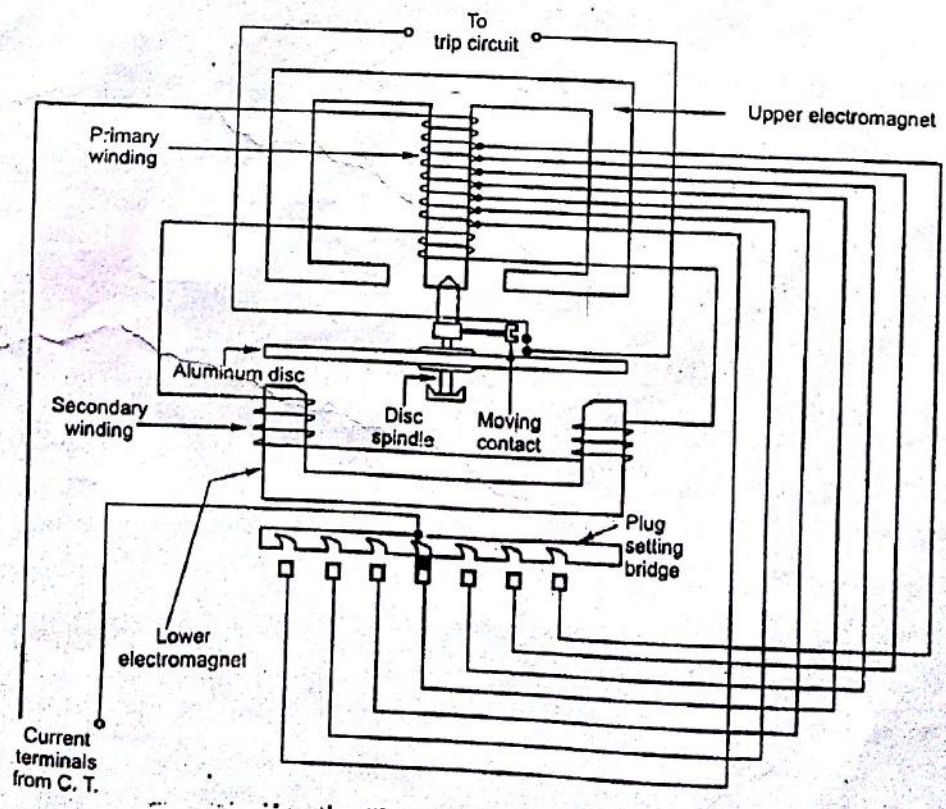 To
trip circuit
Upper electromagnet
Primary
winding
Aluminum disc
Secondary
winding
Disc
spindle
Moving
contact
Plug
setting
bridge
Lower
electromagnet
Current
terminals
from C. T.